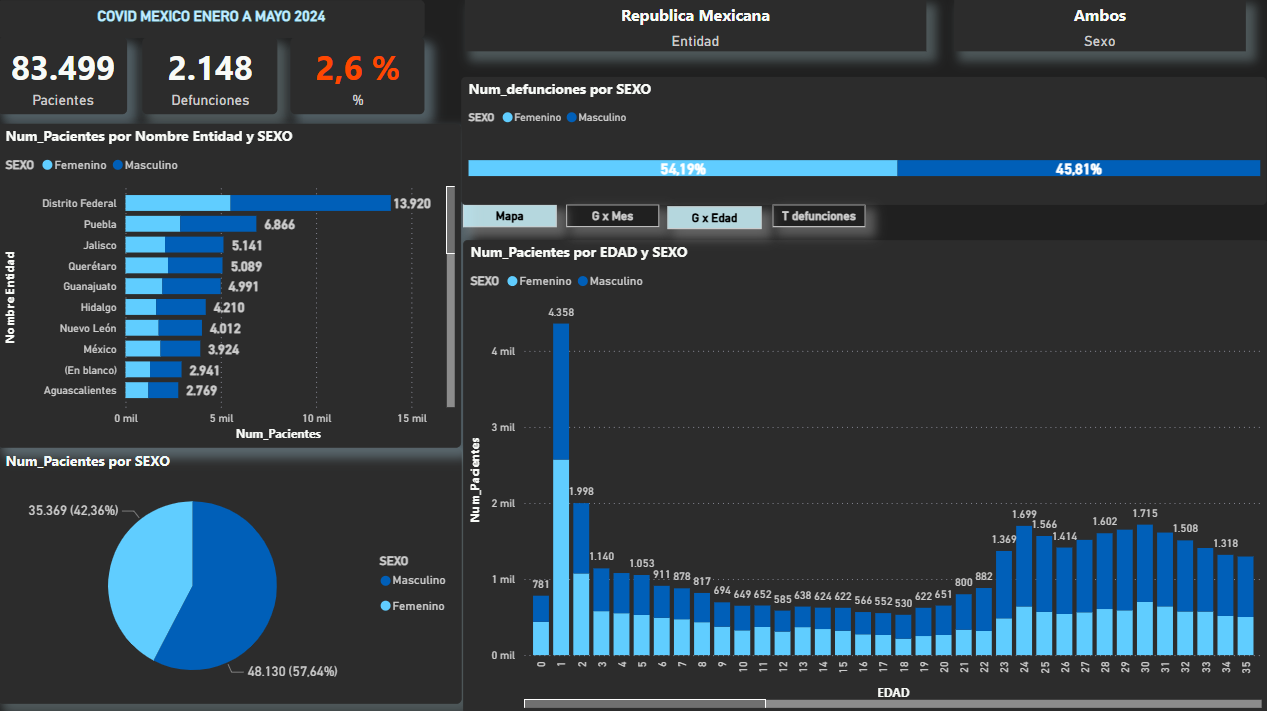 COVID MEXICO ENERO A MAYO 2024
83.499
Pacientes
2.148
Defunciones
2,6 %
%
Republica Mexicana
Entidad
Ambos
Sexo
Num_Pacientes por Nombre Entidad y SEXO
SEXO Femenino Masculino
Nombre Entidad
Distrito Federal 13.920
Puebla 6.866
Jalisco 5.141
Querétaro 5.089
Guanajuato 4.991
Hidalgo 4.210
Nuevo León 4.012
México 3.924
(En blanco) 2.941
Aguascalientes 2.769
0 mil 5 mil 10 mil 15 mil
Num_Pacientes
Num_Pacientes por SEXO
35.369 (42,36%)
48.130 (57,64%)
SEXO
Masculino
Femenino
Num_defunciones por SEXO
SEXO Femenino Masculino
54,19% 45,81%
Mapa G x Mes G x Edad T defunciones
Num_Pacientes por EDAD y SEXO
SEXO Femenino Masculino
Num_Pacientes
4 mil
3 mil
2 mil
1 mil
0 mil
781 4.358 1.998 1.140 1.053 911 878 817 694 649 652 585 638 624 622 566 552 530 622 651 800 882 1.369 1.699 1.566 1.414 1.602 1.715 1.508 1.318
0 1 2 3 4 5 6 7 8 9 10 11 12 13 14 15 16 17 18 19 20 21 22 23 24 25 26 27 28 29 30 31 32 33 34 35
EDAD